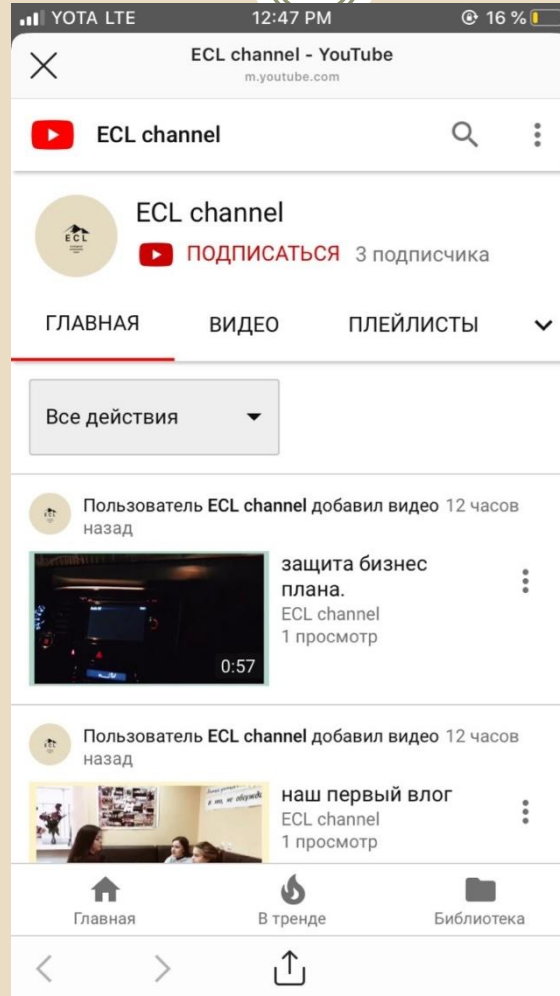 YOTA LTE 12:47 PM 16 %
ECL channel - YouTube
m.youtube.com
ECL channel
ECL
ECL channel
ПОДПИСАТЬСЯ 3 подписчика
ГЛАВНАЯ ВИДЕО ПЛЕЙЛИСТЫ
Все действия
Пользователь ECL channel добавил видео 12 часов
назад
защита бизнес
плана.
ECL channel
1 просмотр
0:57
Пользователь ECL channel добавил видео 12 часов
назад
наш первый влог
ECL channel
1 просмотр
Главная В тренде Библиотека